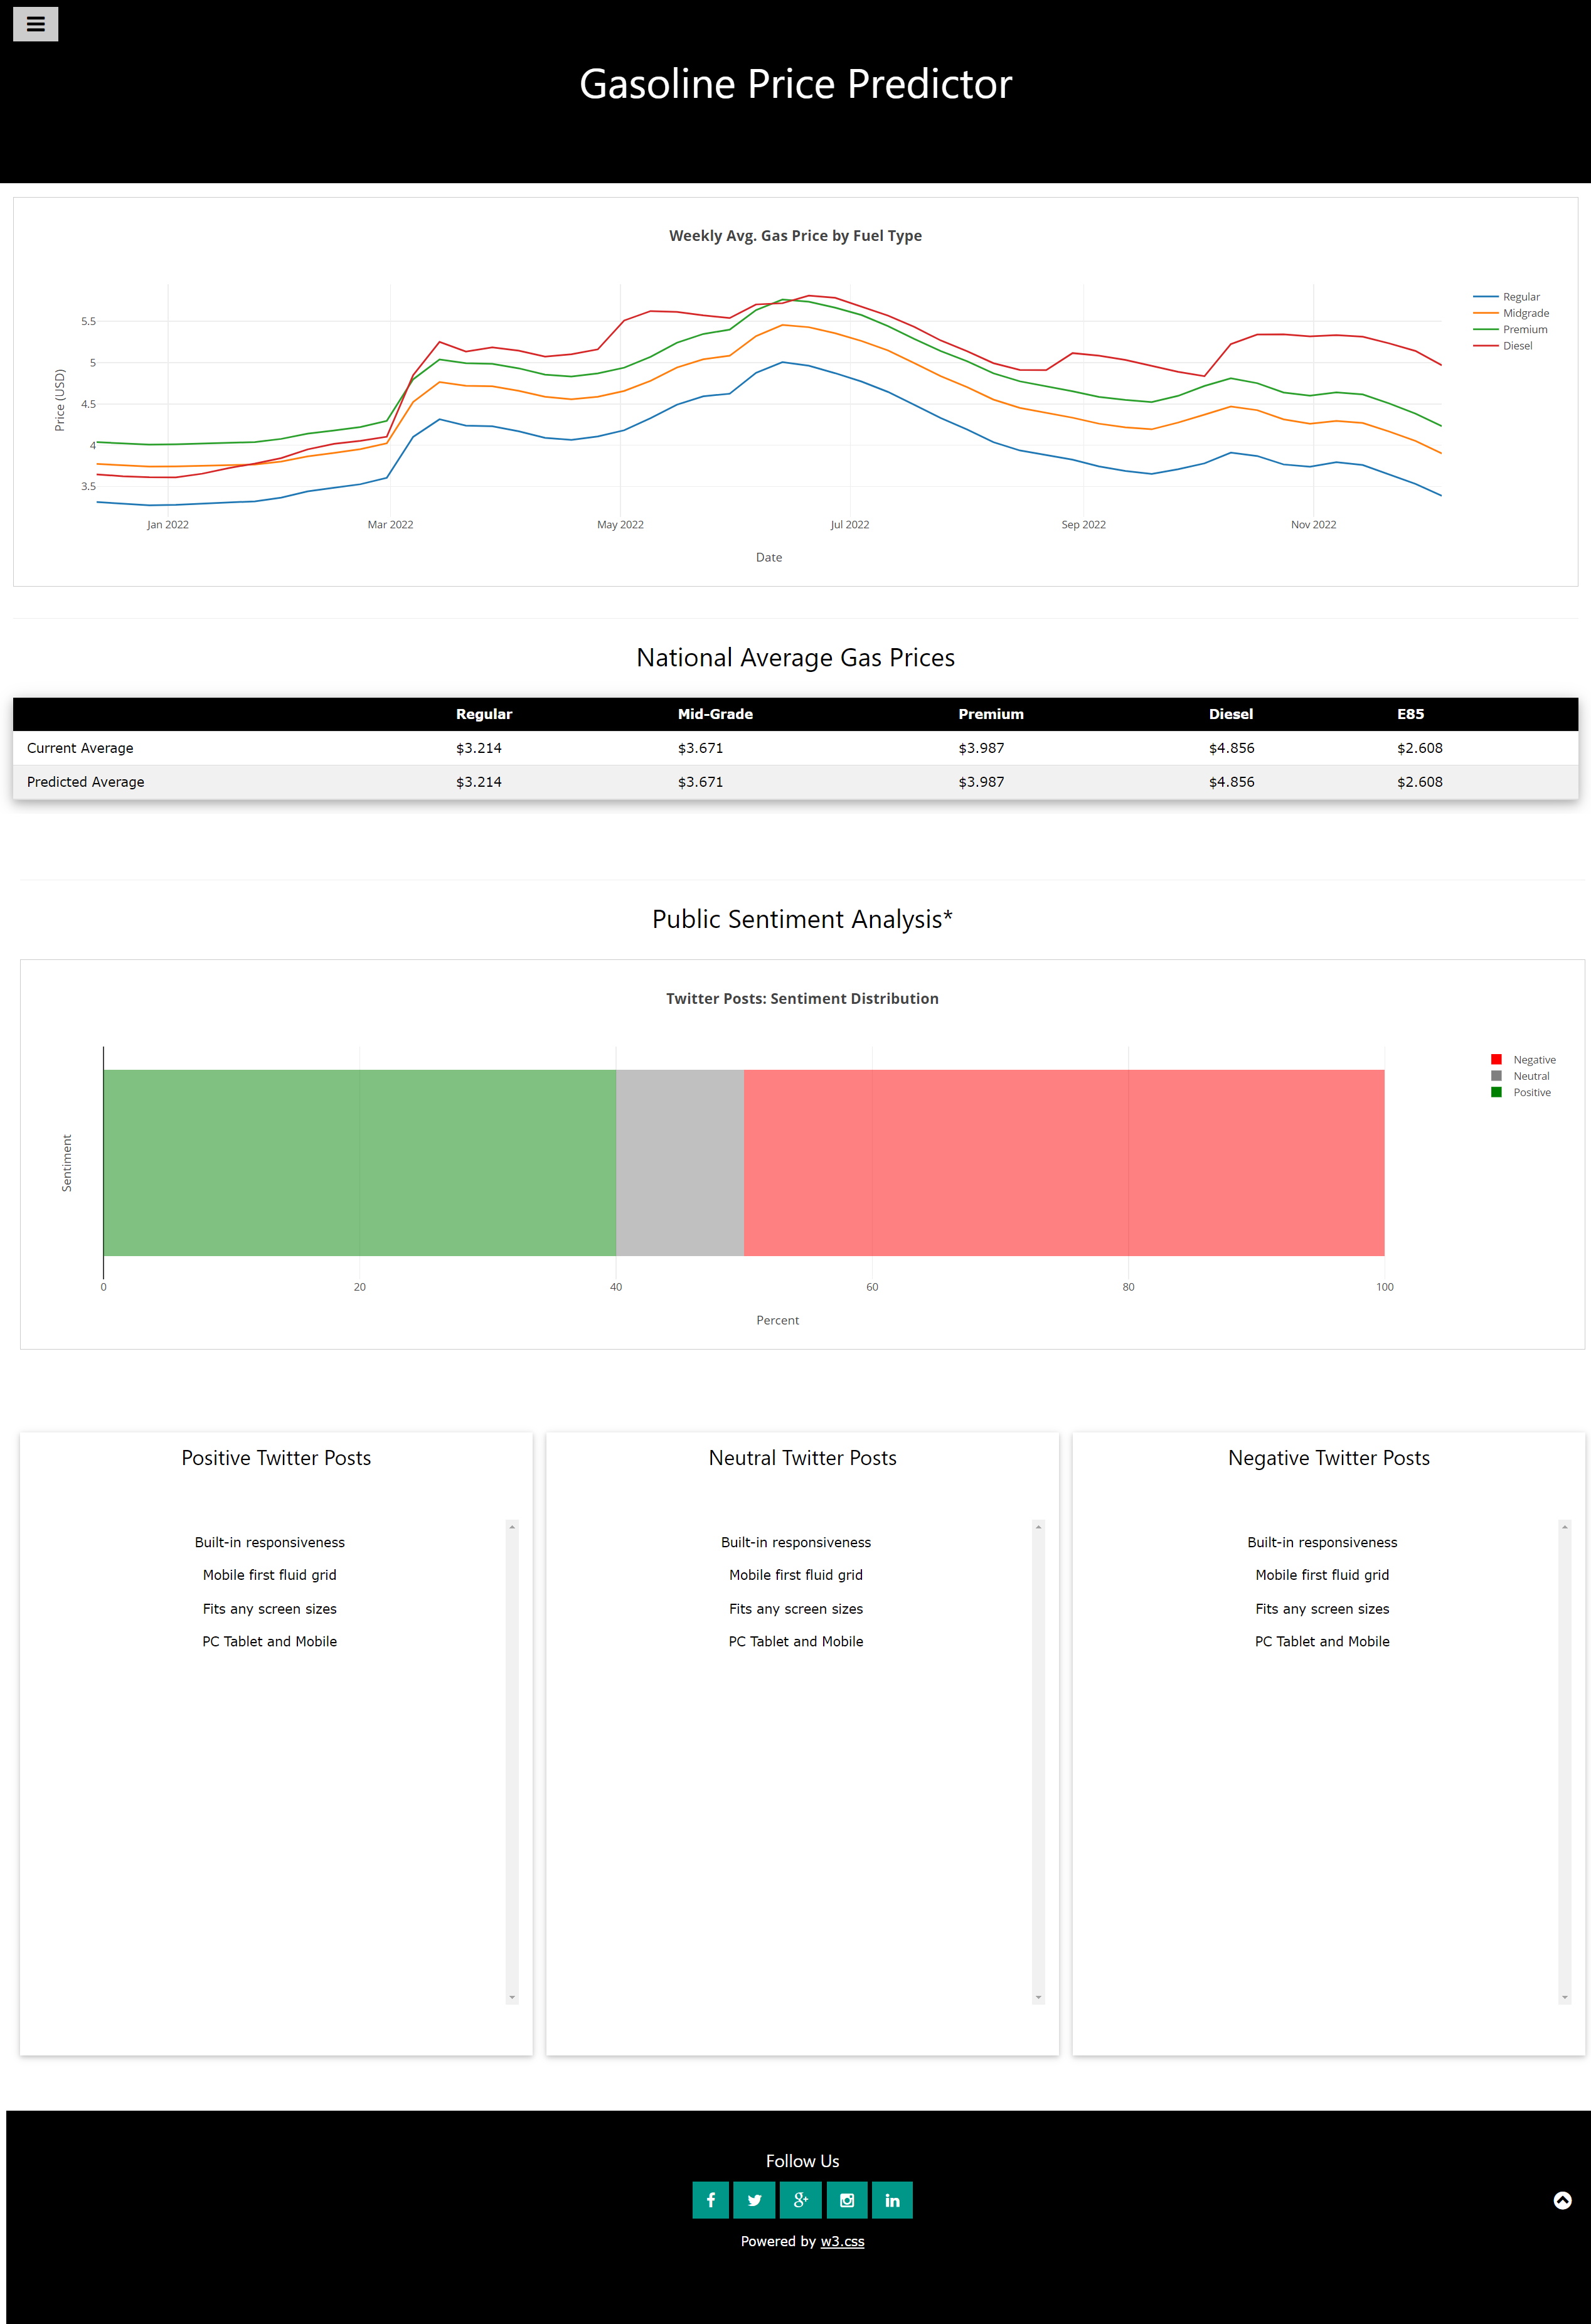 Gasoline Price Predictor
Weekly Avg. Gas Price by Fuel Type
Regular
Midgrade
Premium
Diesel
Price (USD)
5.5
5
4.5
4
3.5
Jan 2022 Mar 2022 May 2022 Jul 2022 Sep 2022 Nov 2022
Date
National Average Gas Prices
Regular Mid-Grade Premium Diesel E85
Current Average $3.214 $3.671 $3.987 $4.856 $2.608
Predicted Average $3.214 $3.671 $3.987 $4.856 $2.608
Public Sentiment Analysis*
Twitter Posts: Sentiment Distribution
Negative
Neutral
Positive
Sentiment
0 20 40 60 80 100
Percent
Positive Twitter Posts
Built-in responsiveness
Mobile first fluid grid
Fits any screen sizes
PC Tablet and Mobile
Neutral Twitter Posts
Built-in responsiveness
Mobile first fluid grid
Fits any screen sizes
PC Tablet and Mobile
Negative Twitter Posts
Built-in responsiveness
Mobile first fluid grid
Fits any screen sizes
PC Tablet and Mobile
Follow Us
Powered by w3.css